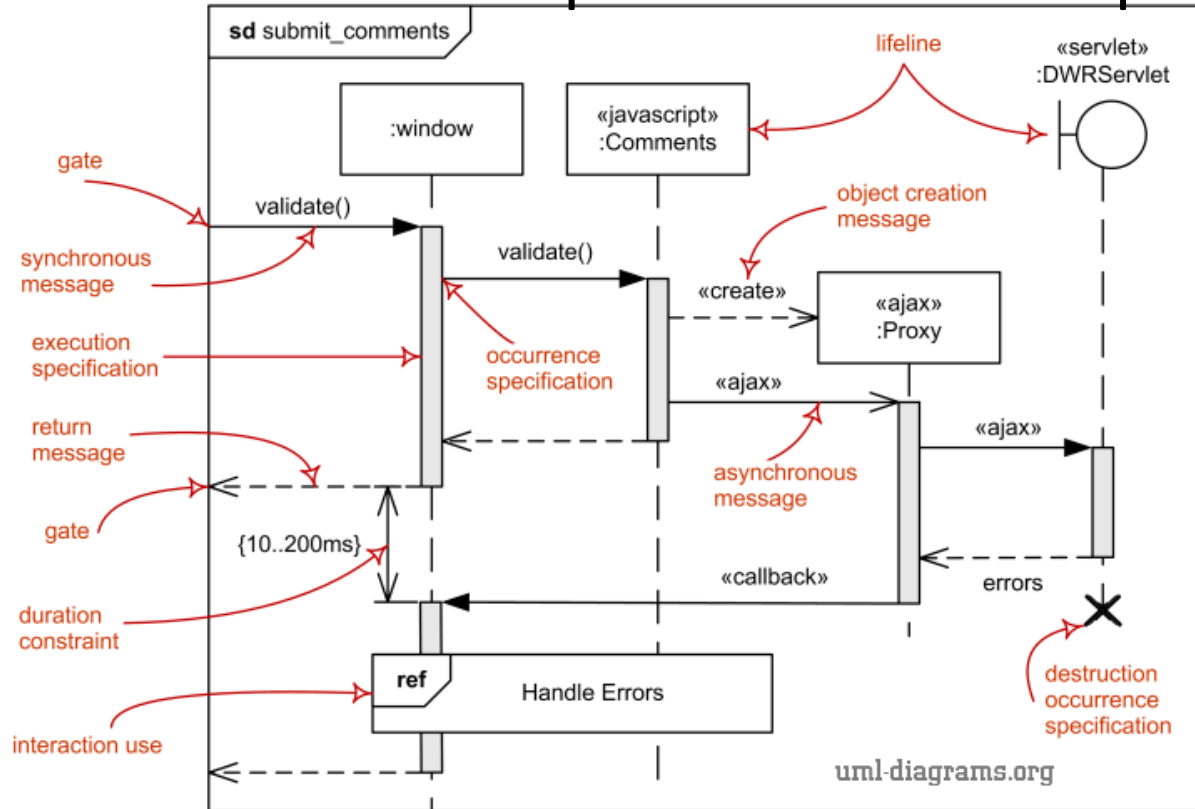 sd submit_comments
lifeline
«servlet»
:DWRServlet
:window
«javascript»
:Comments
gate
validate()
object creation
message
synchronous
message
validate()
«create»
«ajax»
:Proxy
execution
specification
occurrence
specification
«ajax»
return
message
«ajax»
asynchronous
message
gate
{10..200ms}
«callback»
errors
duration
constraint
ref
Handle Errors
destruction
occurrence
specification
interaction use
uml-diagrams.org